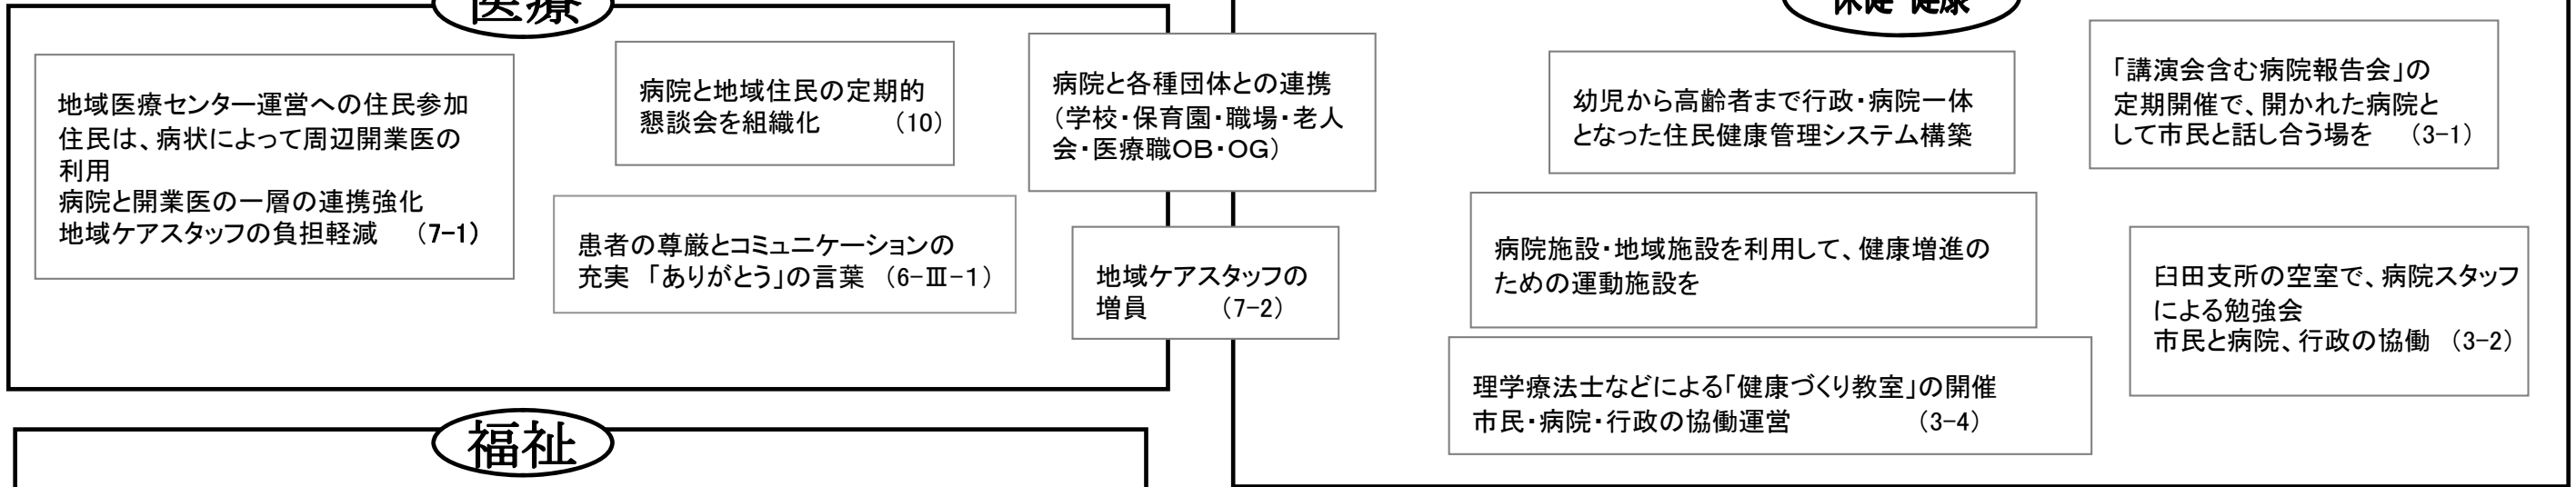 医療
地域医療センター運営への住民参加
住民は、病状によって周辺開業医の
利用
病院と開業医の一層の連携強化
地域ケアスタッフの負担軽減　（7-1）
病院と地域住民の定期的
懇談会を組織化　　　（10）
患者の尊厳とコミュニケーションの
充実　「ありがとう」の言葉　（6-Ⅲ-1）
病院と各種団体との連携
（学校・保育園・職場・老人
会・医療職ＯＢ・ＯＧ）
地域ケアスタッフの
増員　　　（7-2）
保健・健康
幼児から高齢者まで行政・病院一体
となった住民健康管理システム構築
「講演会含む病院報告会」の
定期開催で、開かれた病院と
して市民と話し合う場を　（3-1）
病院施設・地域施設を利用して、健康増進の
ための運動施設を
臼田支所の空室で、病院スタッフ
による勉強会
市民と病院、行政の協働　（3-2）
理学療法士などによる「健康づくり教室」の開催
市民・病院・行政の協働運営　　　　　（3-4）
福祉